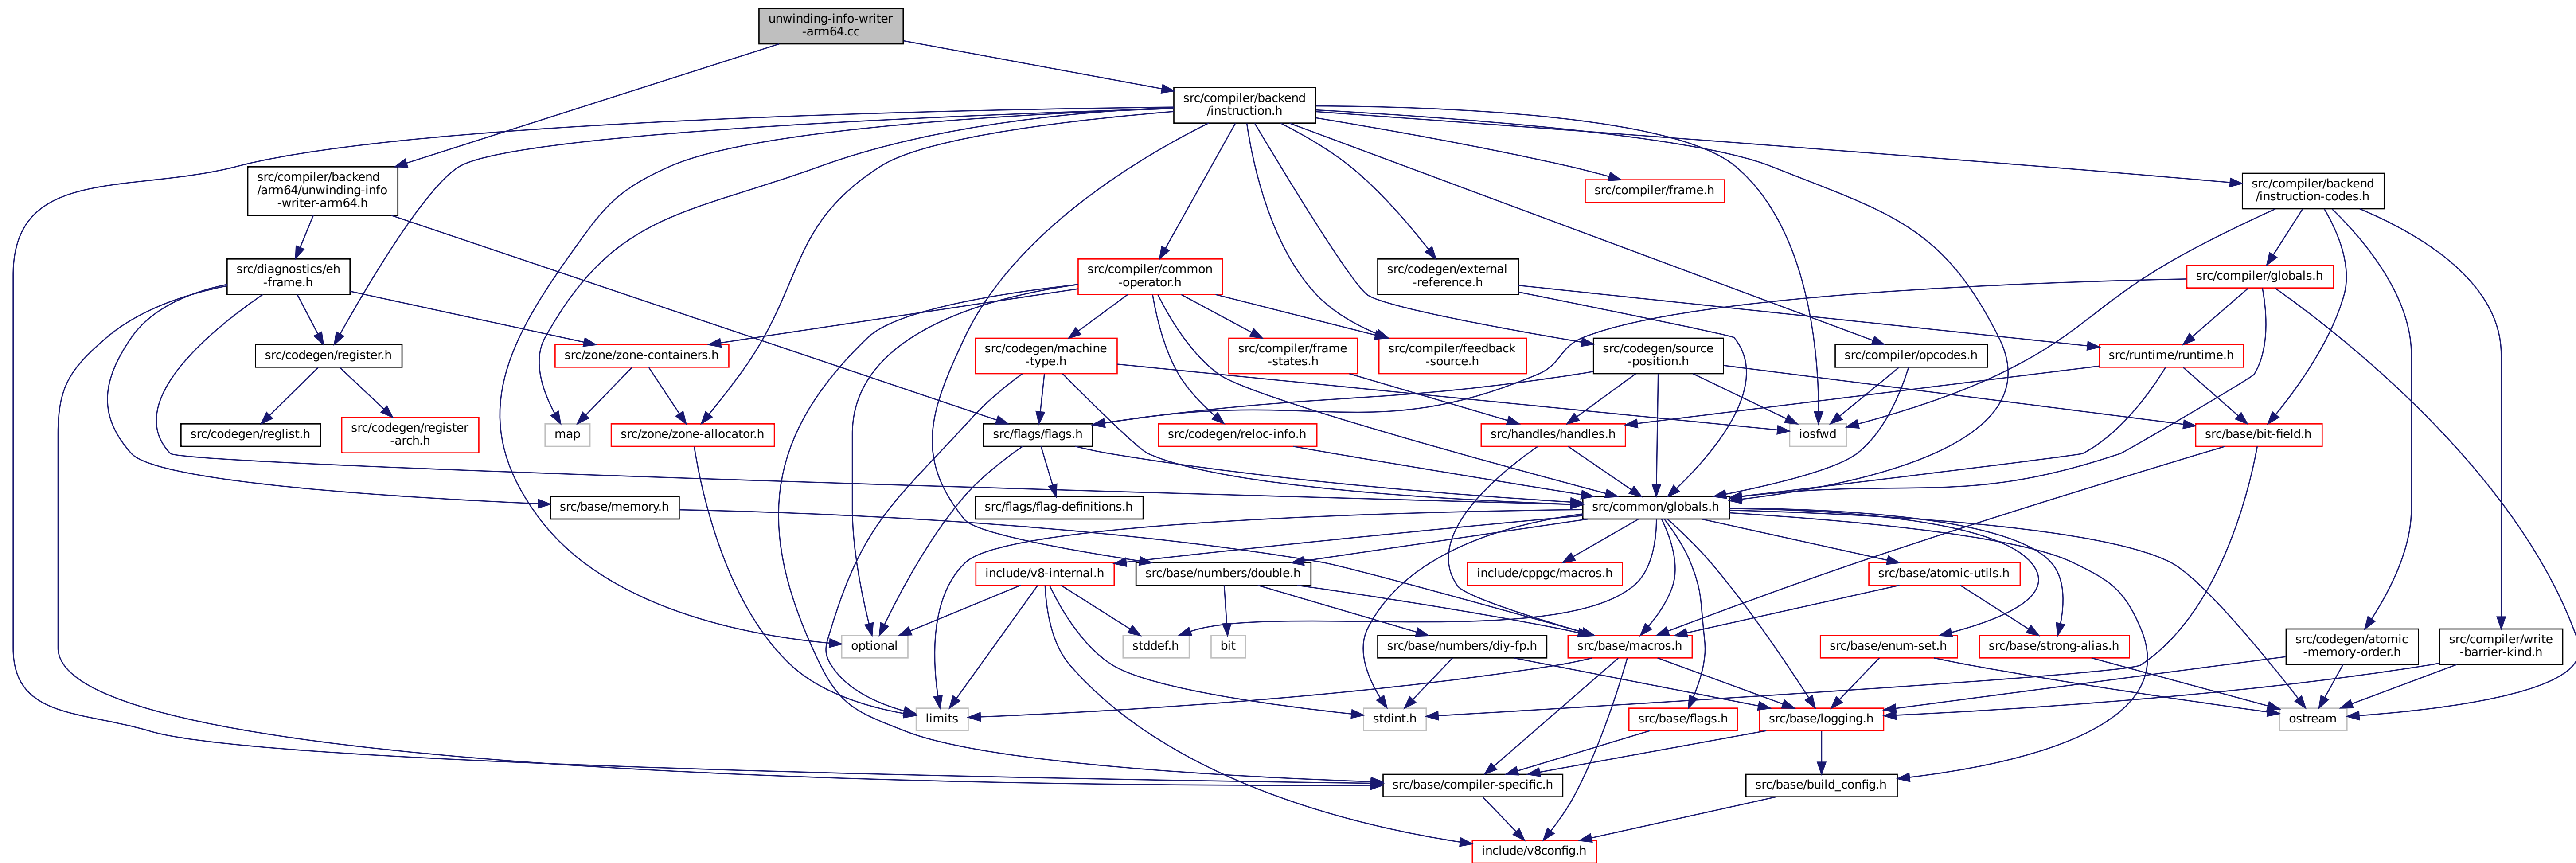 unwinding-info-writer
-arm64.cc
src/compiler/backend
/instruction.h
src/compiler/backend
/arm64/unwinding-info
-writer-arm64.h
src/compiler/frame.h
src/compiler/backend
/instruction-codes.h
src/diagnostics/eh
-frame.h
src/compiler/common
-operator.h
src/codegen/external
-reference.h
src/compiler/globals.h
src/codegen/register.h
src/zone/zone-containers.h
src/codegen/machine
-type.h
src/compiler/frame
-states.h
src/compiler/feedback
-source.h
src/codegen/source
-position.h
src/compiler/opcodes.h
src/runtime/runtime.h
src/codegen/reglist.h
src/codegen/register
-arch.h
map
src/zone/zone-allocator.h
src/flags/flags.h
src/codegen/reloc-info.h
src/handles/handles.h
iosfwd
src/base/bit-field.h
src/base/memory.h
src/flags/flag-definitions.h
src/common/globals.h
include/v8-internal.h
src/base/numbers/double.h
include/cppgc/macros.h
src/base/atomic-utils.h
optional
stddef.h
bit
src/base/numbers/diy-fp.h
src/base/macros.h
src/base/enum-set.h
src/base/strong-alias.h
src/codegen/atomic
-memory-order.h
src/compiler/write
-barrier-kind.h
limits
stdint.h
src/base/flags.h
src/base/logging.h
ostream
src/base/compiler-specific.h
src/base/build_config.h
include/v8config.h